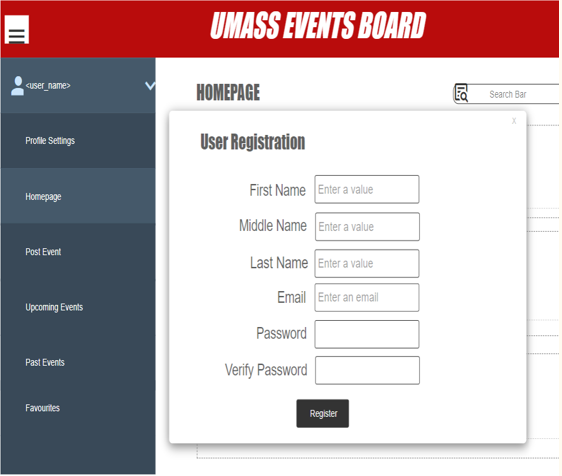 UMASS EVENTS BOARD
<user_name>
Profile Settings
Homepage
Post Event
Upcoming Events
Past Events
Favourites
HOMEPAGE
Search Bar
x
User Registration
First Name Enter a value
Middle Name Enter a value
Last Name Enter a value
Email Enter an email
Password
Verify Password
Register